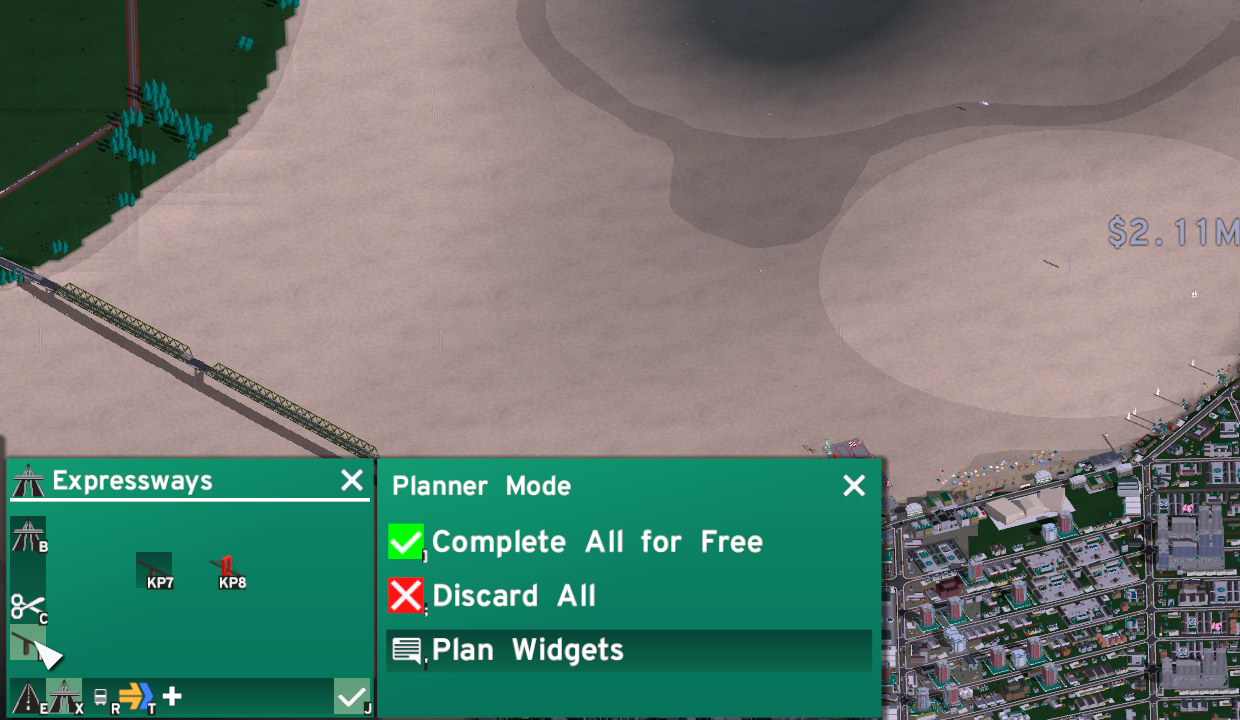 $2.11M
Expressways
Planner Mode
B
Complete All for Free
KP7
KP8
Discard All
C
Plan Widgets
E
X
R
T
J